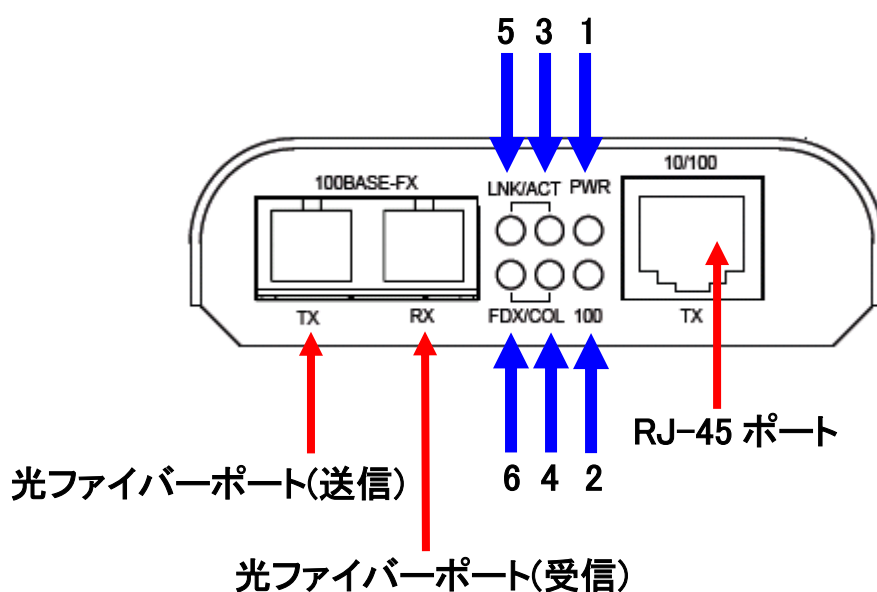 5 3 1
10/100
100BASE-FX
LNK/ACT PWR
TX RX FDX/COL 100 TX
RJ-45 ポート
光ファイバーポート(送信)
6 4 2
光ファイバーポート(受信)